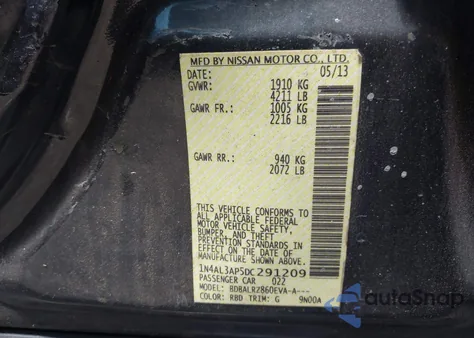 MFD BY NISSAN MOTOR CO., LTD.
DATE: 05/13
GVWR: 1910 KG
4211 LB
GAWR FR.: 1005 KG
2216 LB
GAWR RR.: 940 KG
2072 LB
THIS VEHICLE CONFORMS TO
ALL APPLICABLE FEDERAL
MOTOR VEHICLE SAFETY,
BUMPER, AND THEFT
PREVENTION STANDARDS IN
EFFECT ON THE DATE OF
MANUFACTURE SHOWN ABOVE.
1N4AL3AP5DC291209
PASSENGER CAR 022
MODEL: BDBALRZ860EVA-A---
COLOR: RBD TRIM: G 9N00A
autoSnap